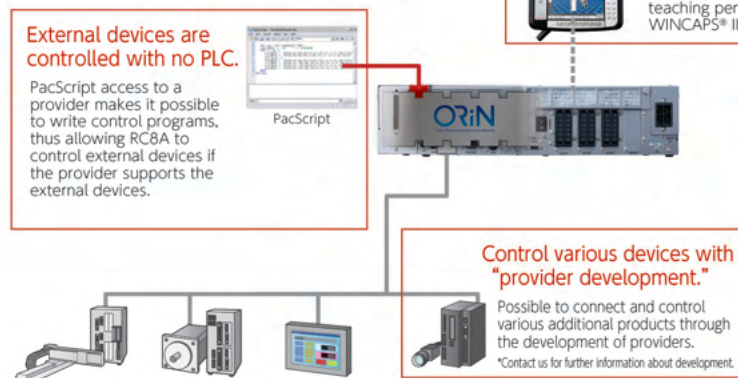 teaching pen
WINCAPS® II
External devices are
controlled with no PLC.
PacScript access to a
provider makes it possible
to write control programs,
thus allowing RC8A to
control external devices if
the provider supports the
external devices.
PacScript
ORiN
Control various devices with
“provider development.”
Possible to connect and control
various additional products through
the development of providers.
*Contact us for further information about development.